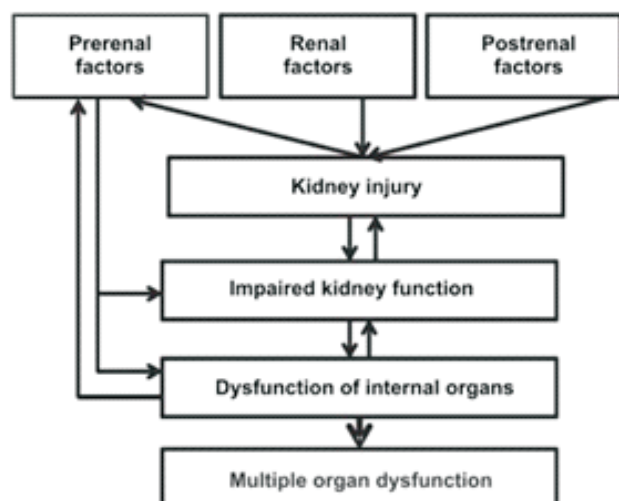 Prerenal
factors
Renal
factors
Postrenal
factors
Kidney injury
Impaired kidney function
Dysfunction of internal organs
Multiple organ dysfunction